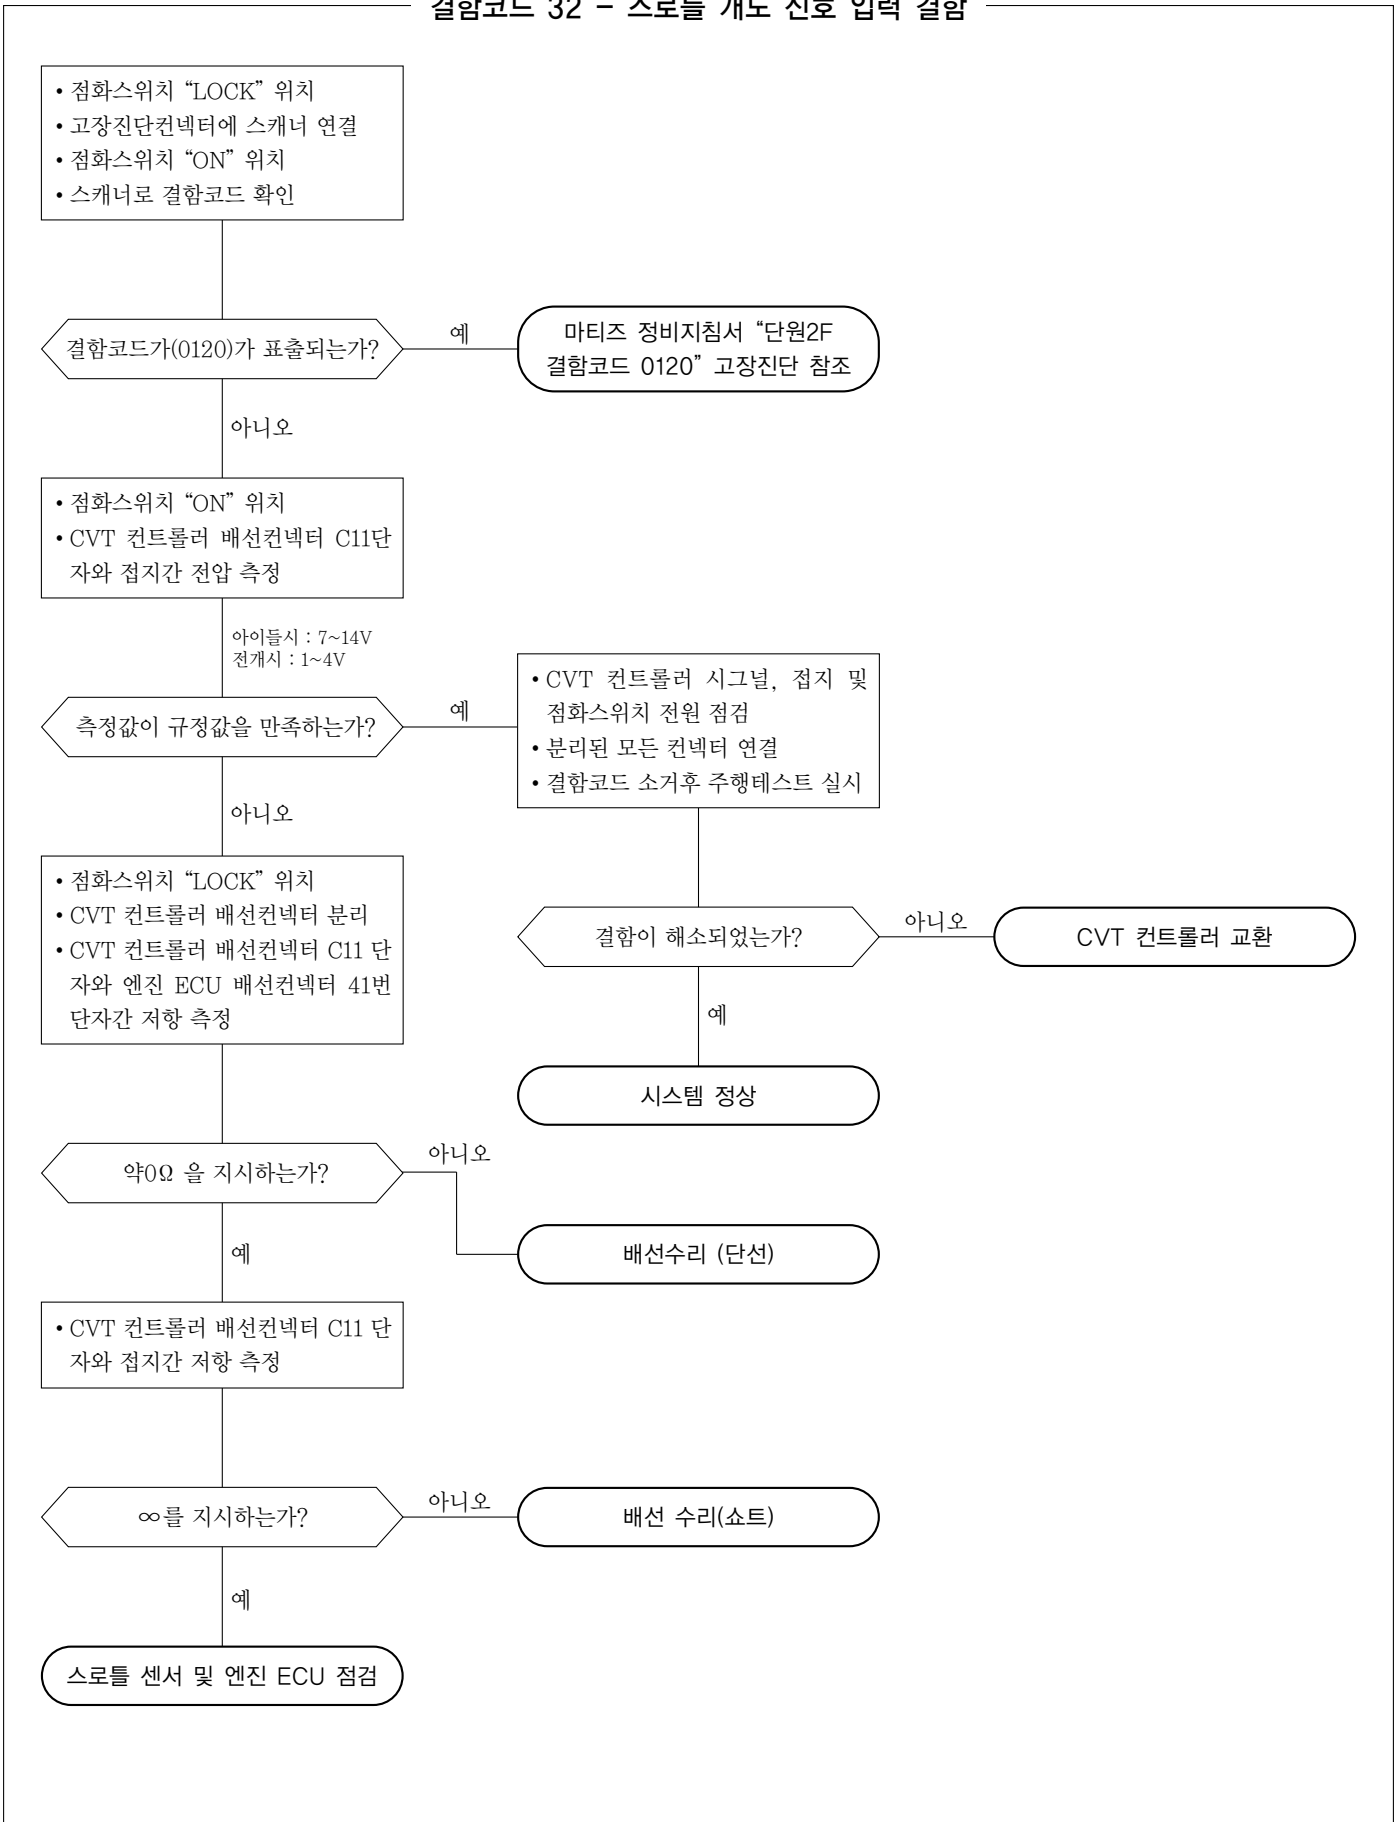 결함코드 32 - 스로틀 개도 신호 입력 결함
• 점화스위치 “LOCK” 위치
• 고장진단컨넥터에 스캐너 연결
• 점화스위치 “ON” 위치
• 스캐너로 결함코드 확인
결함코드가(0120)가 표출되는가?
예
마티즈 정비지침서 “단원2F
결함코드 0120” 고장진단 참조
아니오
• 점화스위치 “ON” 위치
• CVT 컨트롤러 배선컨넥터 C11단
자와 접지간 전압 측정
아이들시 : 7~14V
전개시 : 1~4V
측정값이 규정값을 만족하는가?
예
• CVT 컨트롤러 시그널, 접지 및
점화스위치 전원 점검
• 분리된 모든 컨넥터 연결
• 결함코드 소거후 주행테스트 실시
아니오
• 점화스위치 “LOCK” 위치
• CVT 컨트롤러 배선컨넥터 분리
• CVT 컨트롤러 배선컨넥터 C11 단
자와 엔진 ECU 배선컨넥터 41번
단자간 저항 측정
결함이 해소되었는가?
아니오
CVT 컨트롤러 교환
예
시스템 정상
약0Ω 을 지시하는가?
아니오
배선수리 (단선)
예
• CVT 컨트롤러 배선컨넥터 C11 단
자와 접지간 저항 측정
∞를 지시하는가?
아니오
배선 수리(쇼트)
예
스로틀 센서 및 엔진 ECU 점검